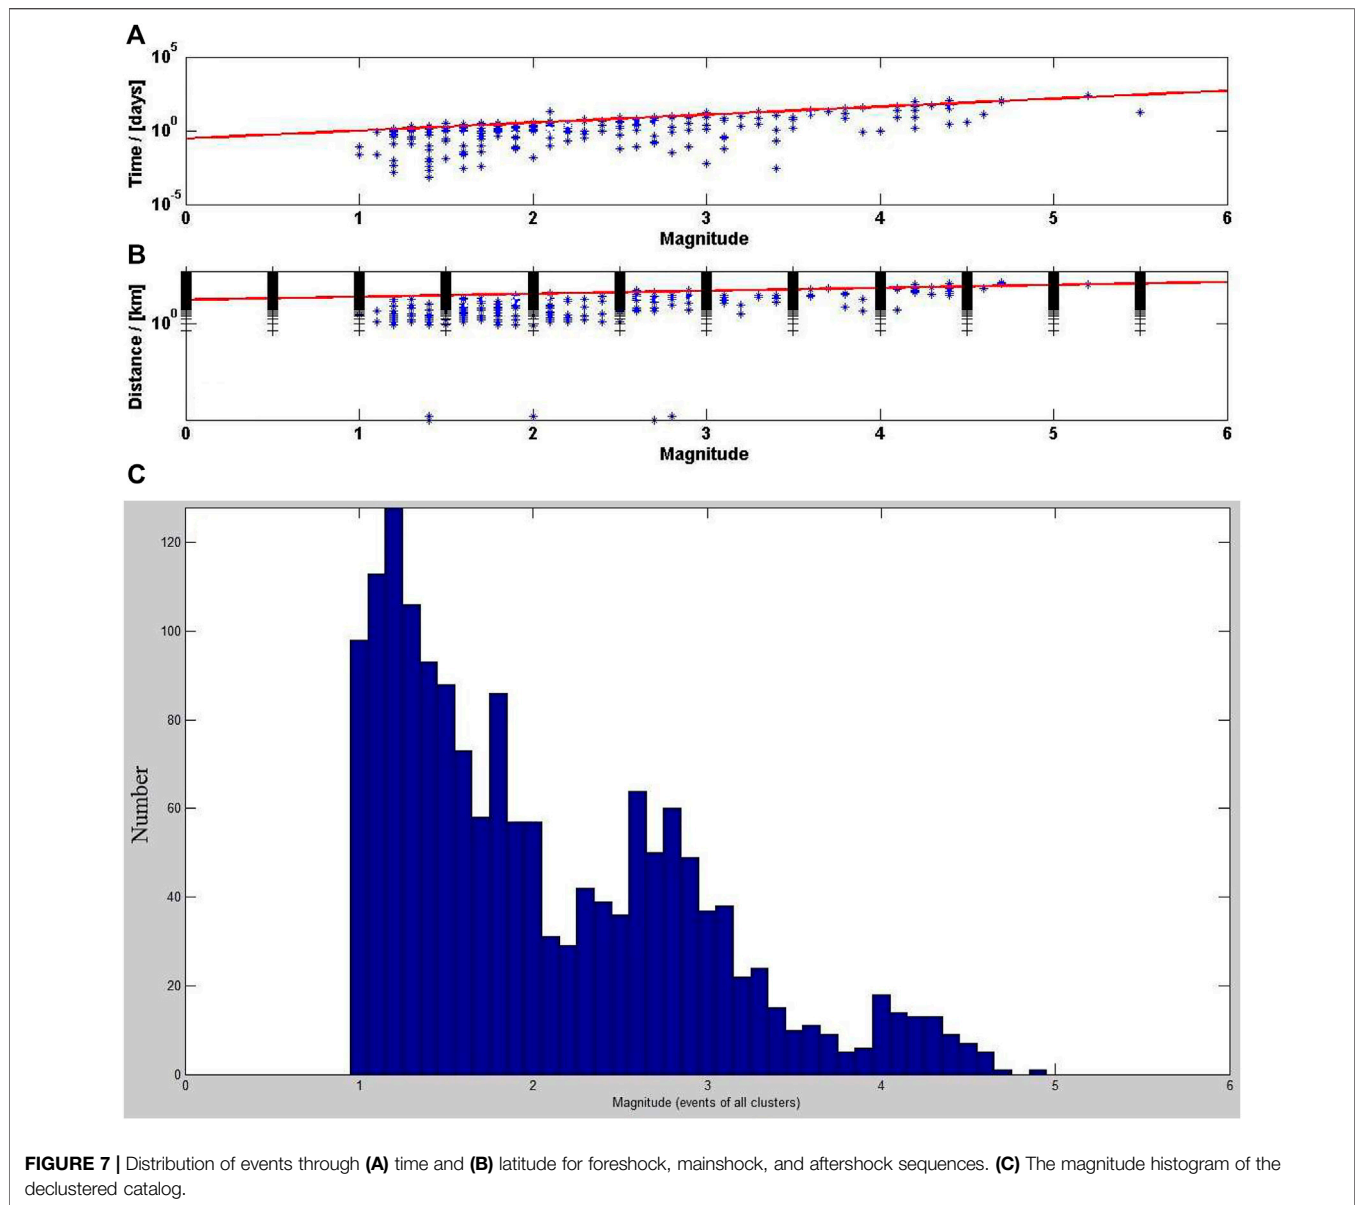 A
10^5
10^0
10^-5
Time / [days]
0 1 2 3 4 5 6
Magnitude
B
10^0
Distance / [km]
0 1 2 3 4 5 6
Magnitude
C
120
100
80
60
40
20
0
Number
0 1 2 3 4 5 6
Magnitude (events of all clusters)
FIGURE 7 | Distribution of events through (A) time and (B) latitude for foreshock, mainshock, and aftershock sequences. (C) The magnitude histogram of the
declustered catalog.